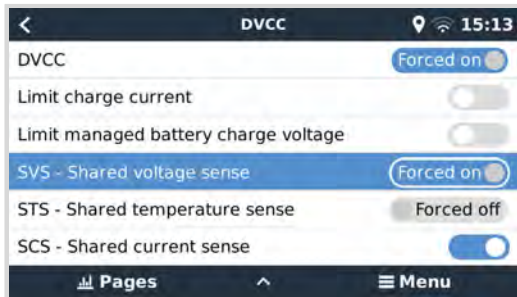 DVCC 15:13
DVCC Forced on
Limit charge current
Limit managed battery charge voltage
SVS - Shared voltage sense Forced on
STS - Shared temperature sense Forced off
SCS - Shared current sense
Pages Menu